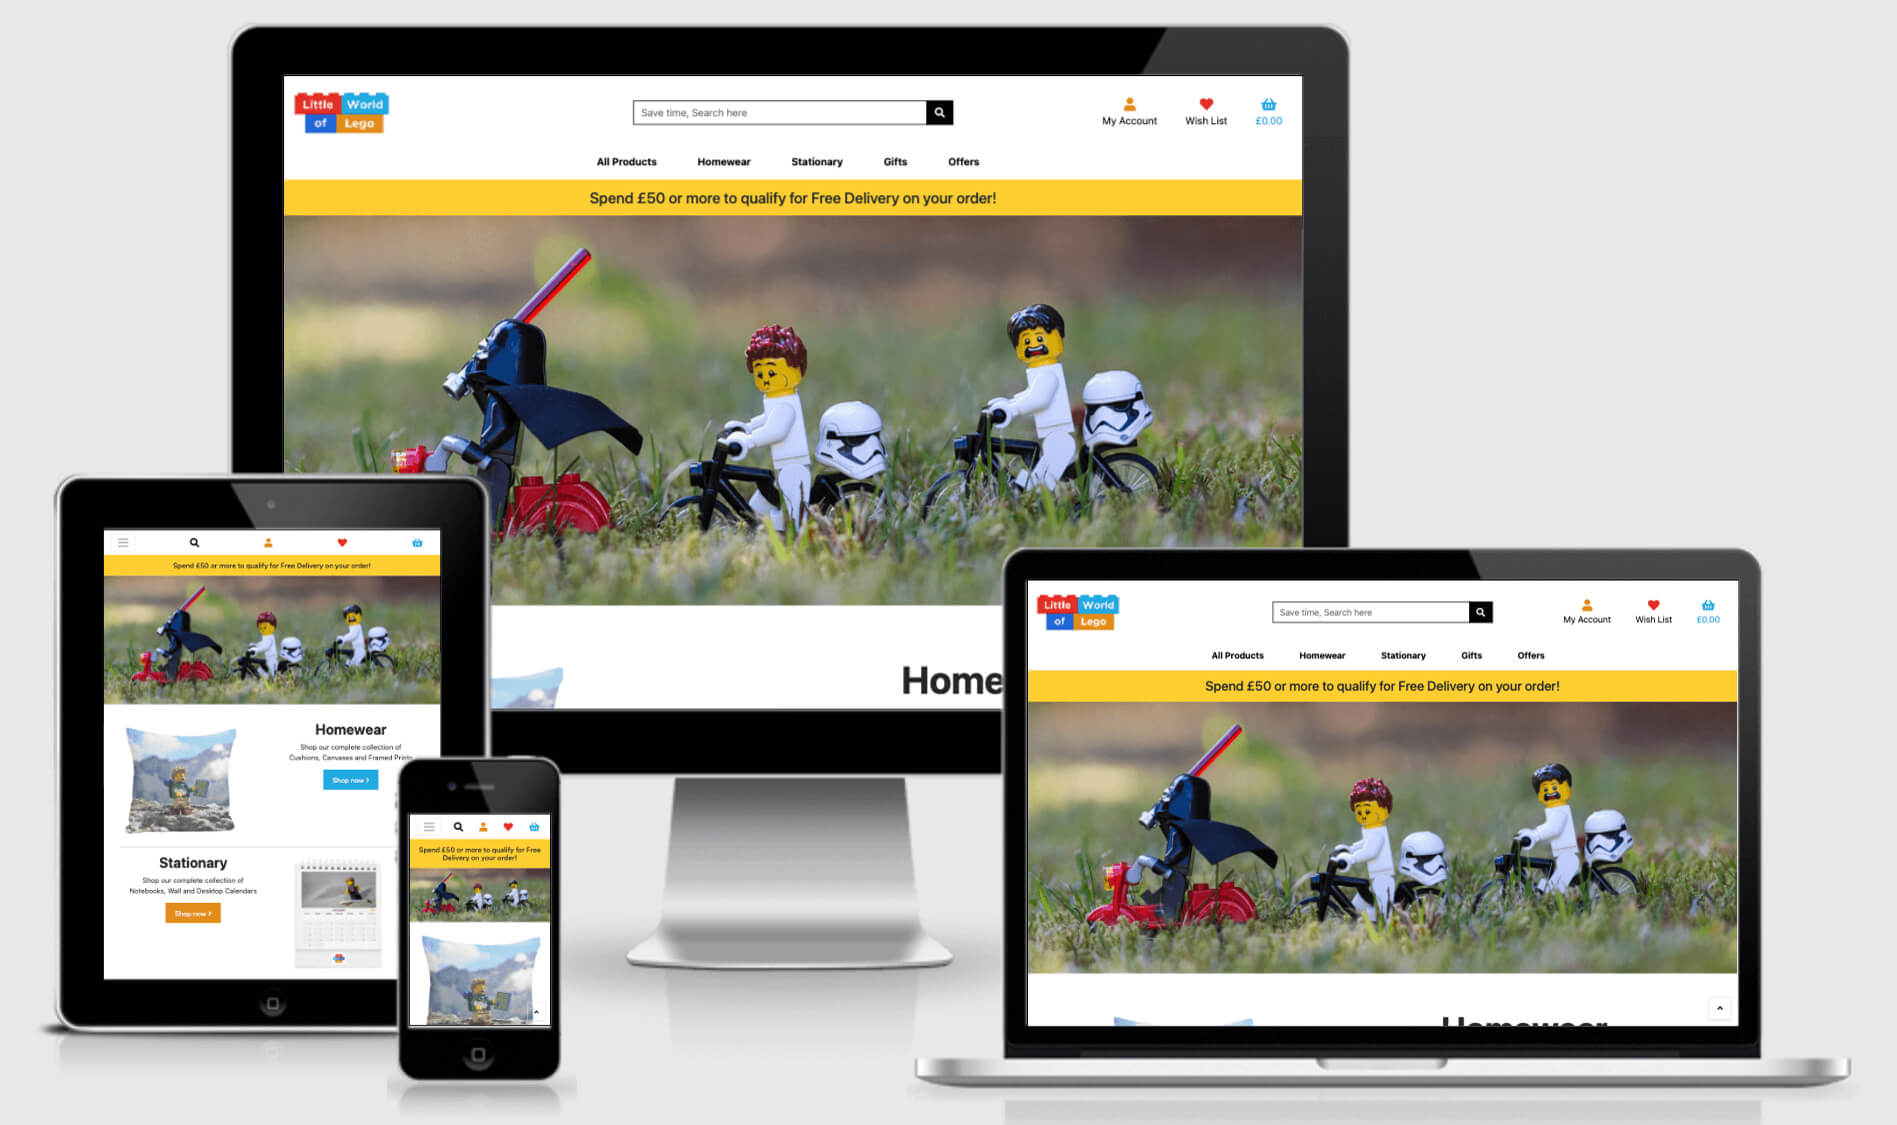 Little World
of Lego
Save time, Search here
My Account
Wish List
£0.00
All Products
Homewear
Stationary
Gifts
Offers
Spend £50 or more to qualify for Free Delivery on your order!
Home
Spend £50 or more to qualify for Free Delivery on your order!
Homewear
Shop our complete collection of
Cushions, Canvases and Framed Prints
Shop now >
Stationary
Shop our complete collection of
Notebooks, Wall and Desktop Calendars
Shop now >
Spend £50 or more to qualify for Free
Delivery on your order!
Little World
of Lego
Save time, Search here
My Account
Wish List
£0.00
All Products
Homewear
Stationary
Gifts
Offers
Spend £50 or more to qualify for Free Delivery on your order!
Homewear